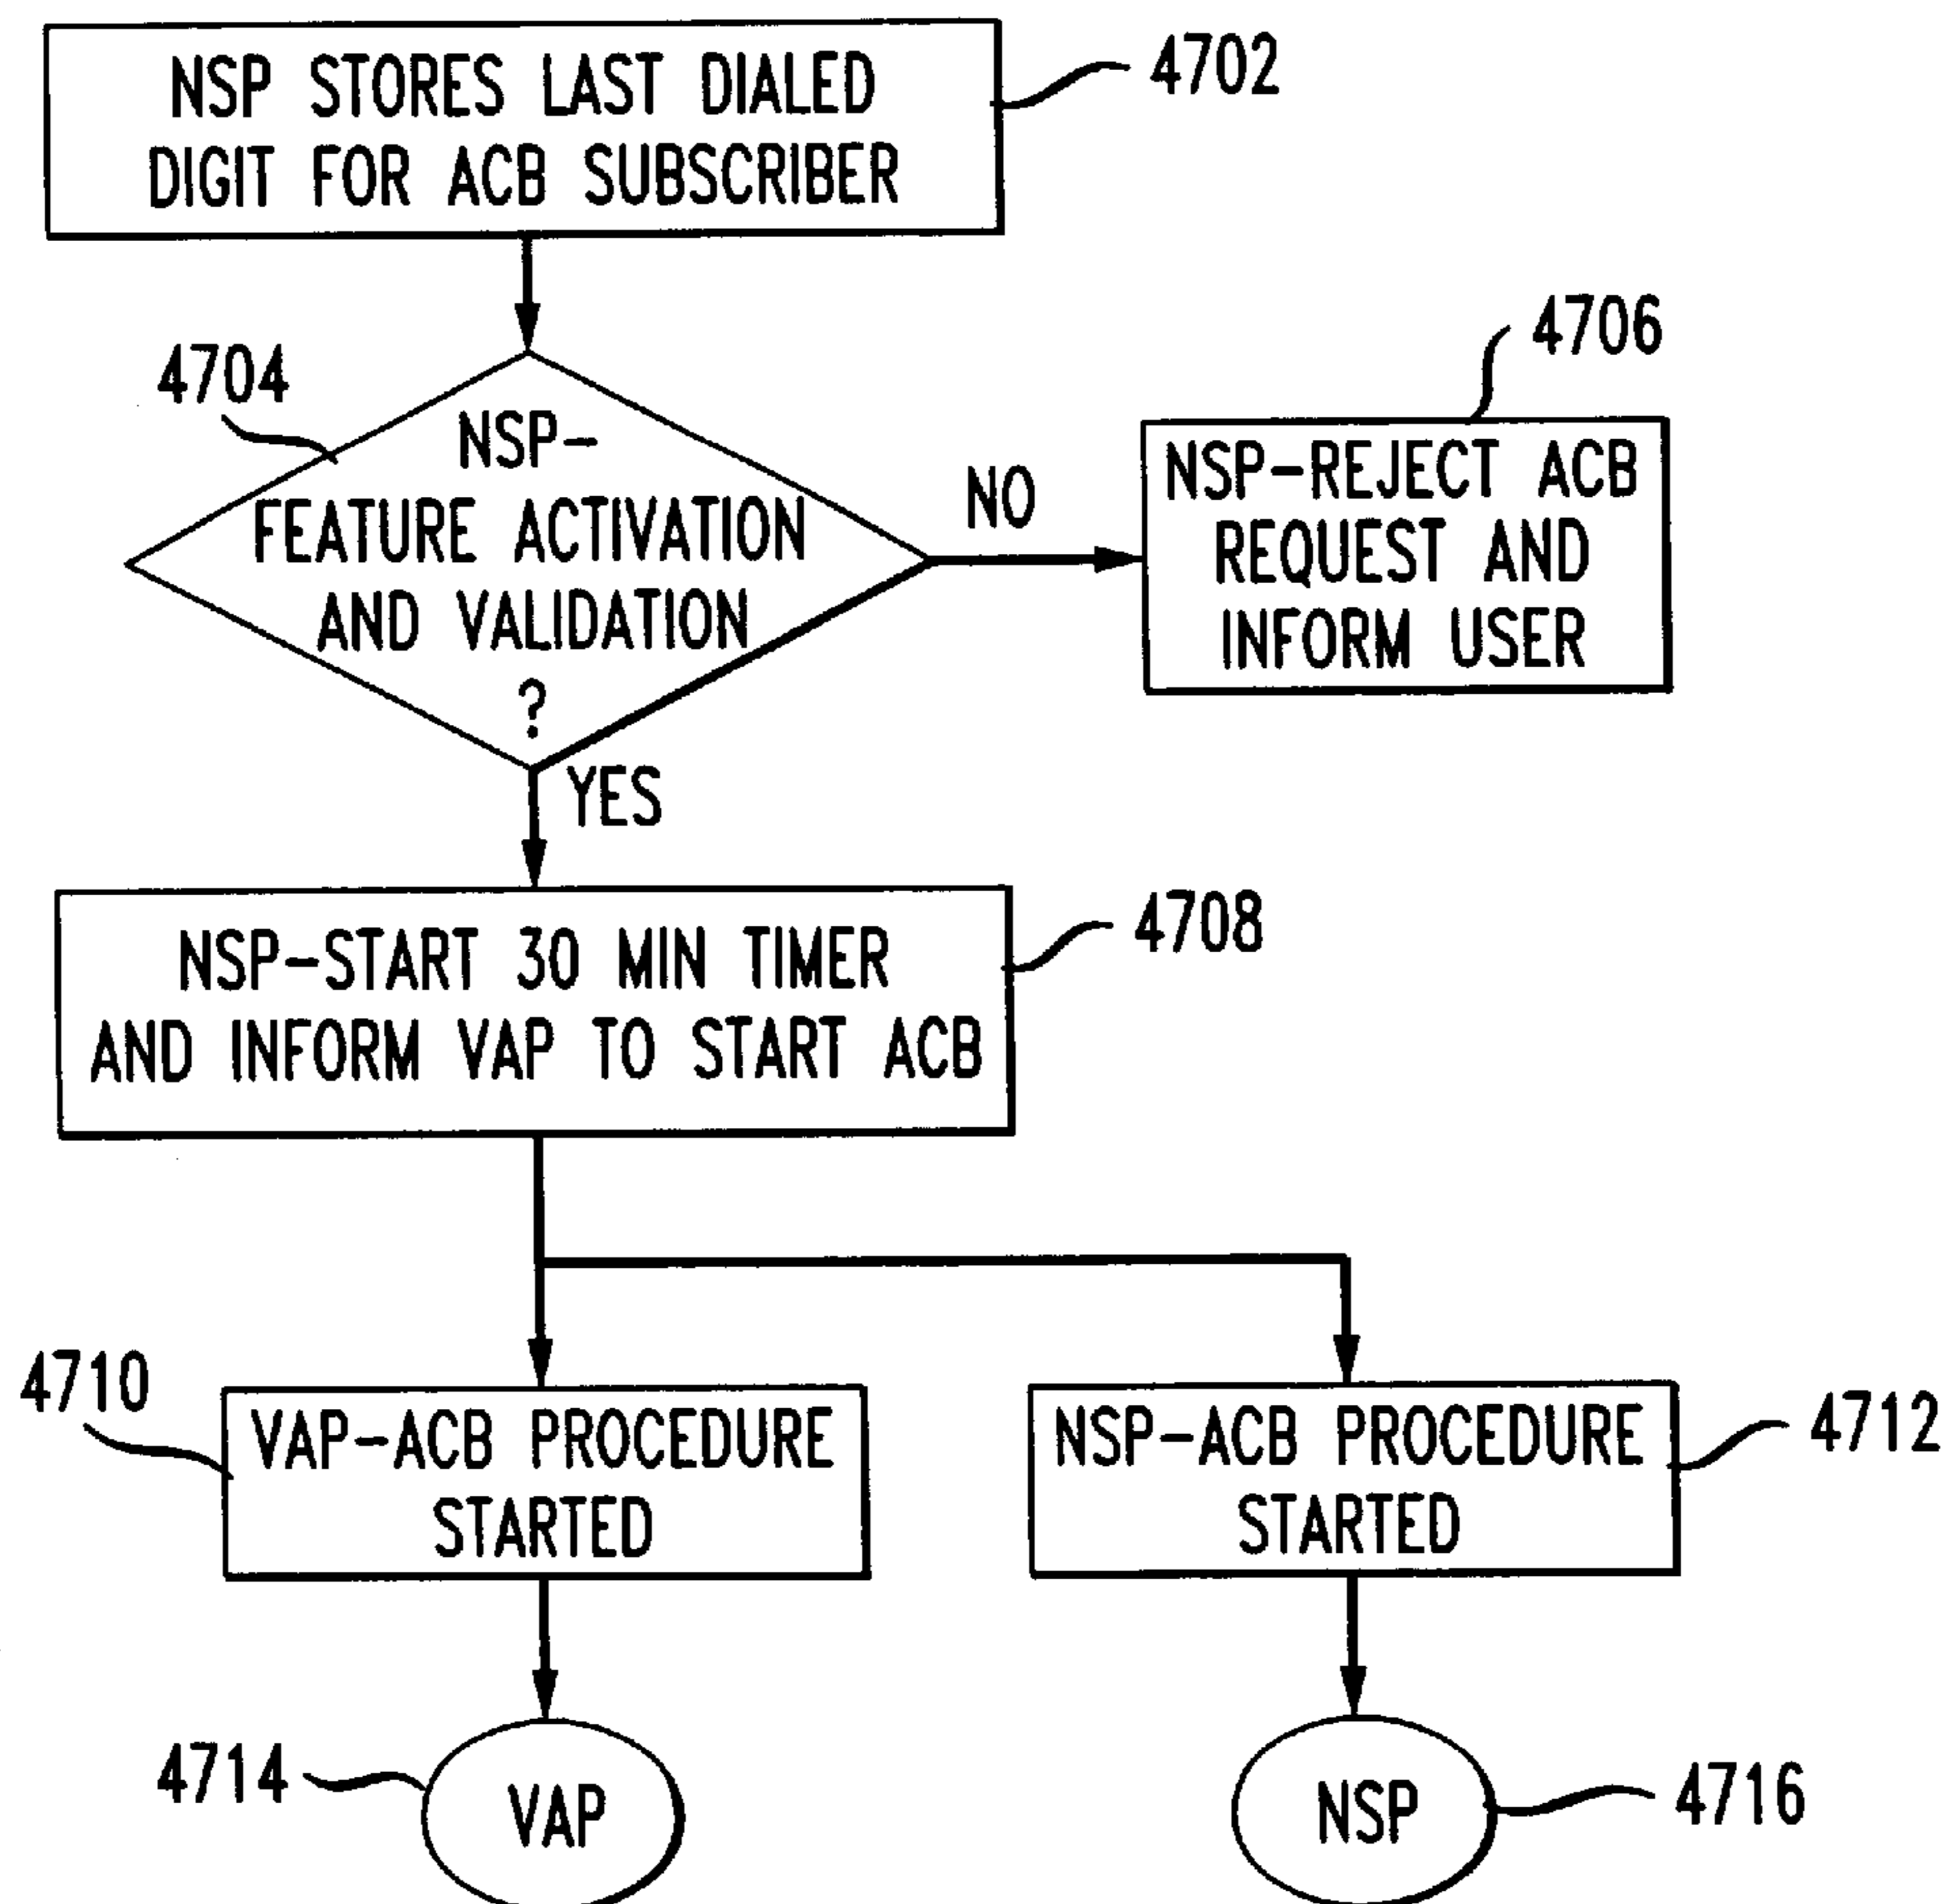 NSP STORES LAST DIALED
DIGIT FOR ACB SUBSCRIBER
4702
4704
NSP-
FEATURE ACTIVATION
AND VALIDATION
?
NO
4706
NSP-REJECT ACB
REQUEST AND
INFORM USER
YES
NSP-START 30 MIN TIMER
AND INFORM VAP TO START ACB
4708
4710
VAP-ACB PROCEDURE
STARTED
NSP-ACB PROCEDURE
STARTED
4712
4714
VAP
NSP
4716